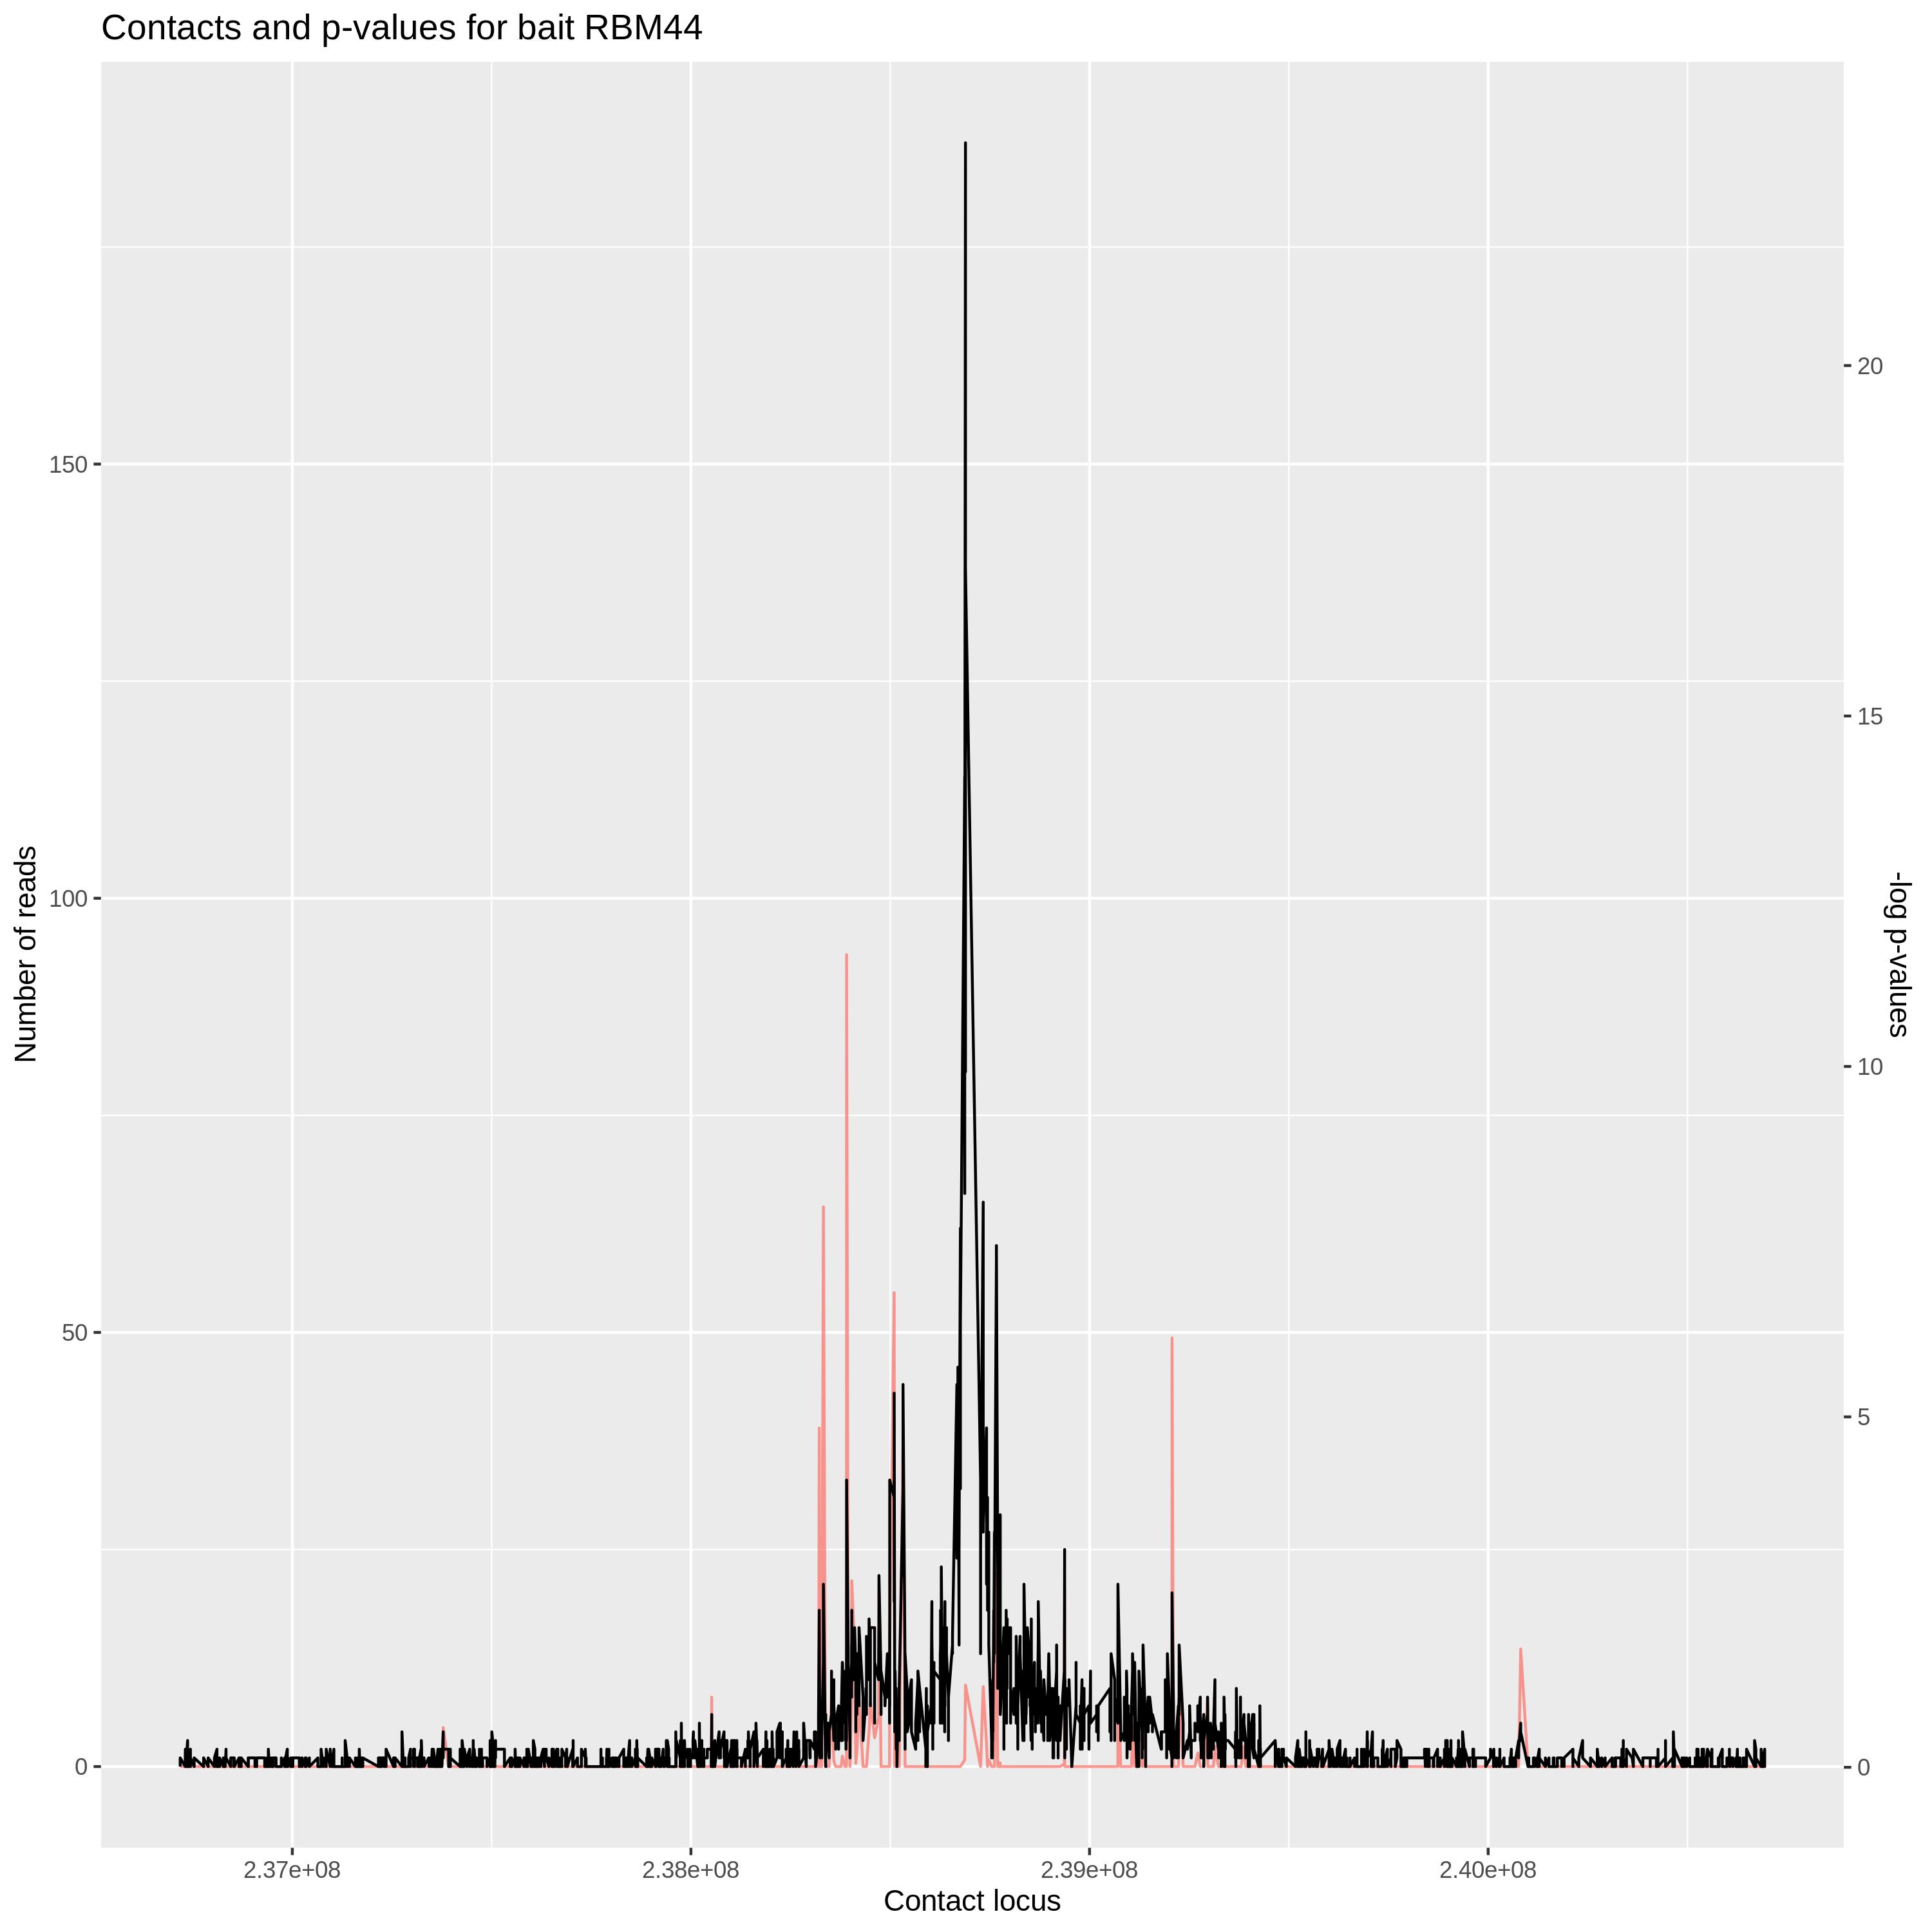 Contacts and p-values for bait RBM44
Number of reads
150
100
50
0
20
15
10
5
0
-log p-values
2.37e+08
2.38e+08
2.39e+08
2.40e+08
Contact locus